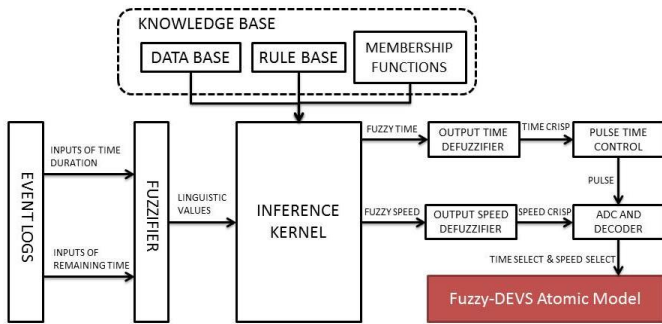 KNOWLEDGE BASE
DATA BASE
RULE BASE
MEMBERSHIP
FUNCTIONS
EVENT LOGS
INPUTS OF TIME
DURATION
INPUTS OF
REMAINING TIME
FUZZIFIER
LINGUISTIC
VALUES
INFERENCE
KERNEL
FUZZY TIME
OUTPUT TIME
DEFUZZIFIER
TIME CRISP
PULSE TIME
CONTROL
PULSE
FUZZY SPEED
OUTPUT SPEED
DEFUZZIFIER
SPEED CRISP
ADC AND
DECODER
TIME SELECT & SPEED SELECT
Fuzzy-DEVS Atomic Model